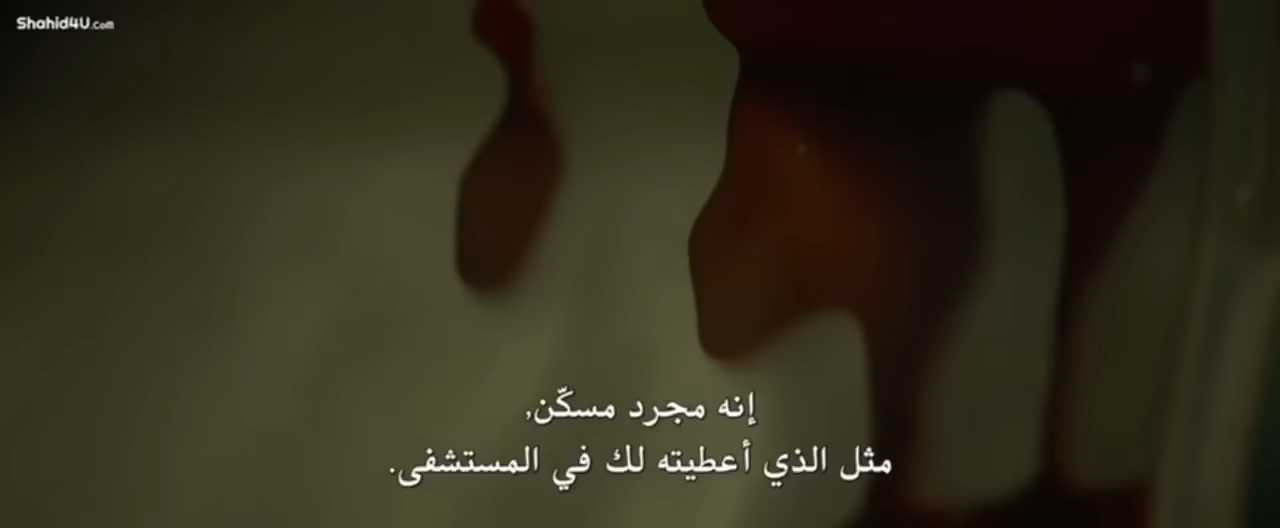 Shahid4U.com
إنه مجرد مسكّن,
مثل الذي أعطيته لك في المستشفى.